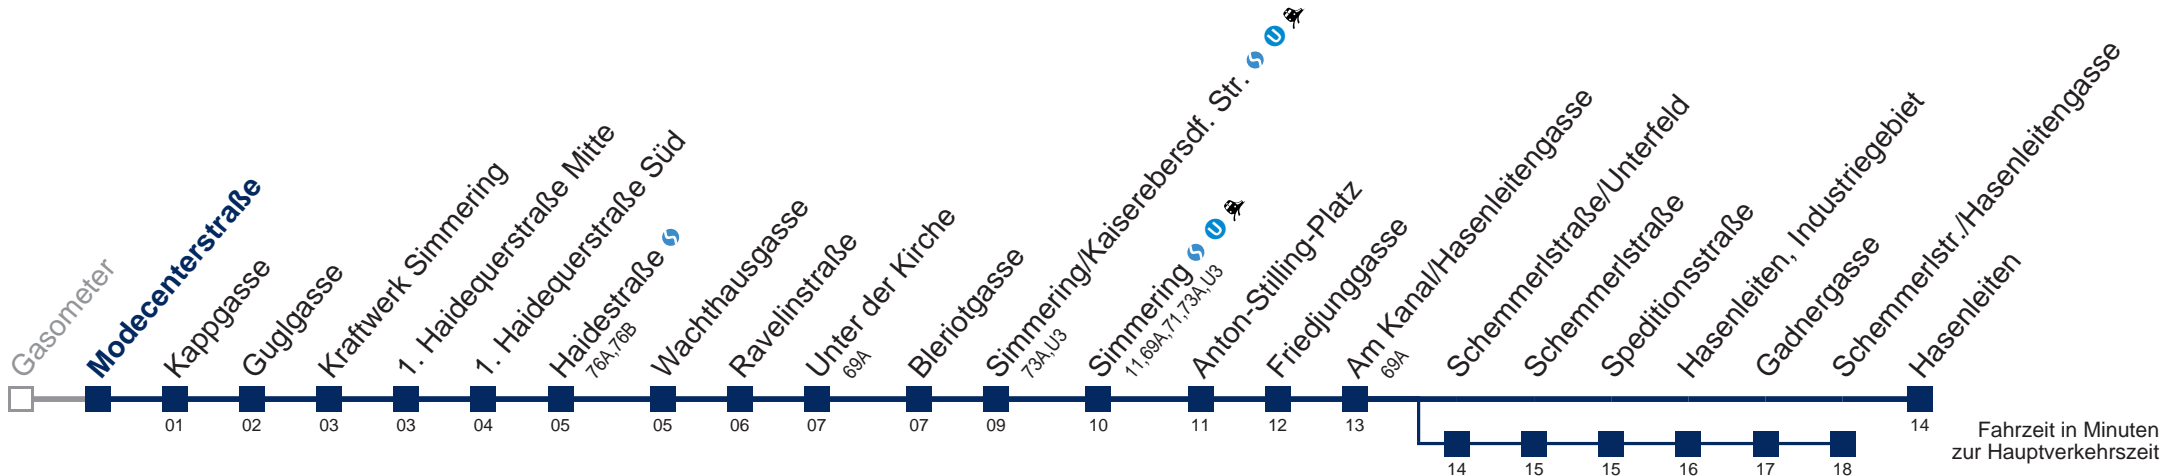 Gasometer
Modecenterstraße
Kappgasse
Guglgasse
Kraftwerk Simmering
1. Haidequerstraße Mitte
1. Haidequerstraße Süd
Haidestraße S
76A,76B
Wachthausgasse
Ravelinstraße
Unter der Kirche
69A
Bleriotgasse
Simmering/Kaiserebersdf. Str. S U
73A,U3
Simmering S U
11,69A,71,73A,U3
Anton-Stilling-Platz
Friedjunggasse
Am Kanal/Hasenleitengasse
69A
Schemmerlstraße/Unterfeld
Schemmerlstraße
Speditionsstraße
Hasenleiten, Industriegebiet
Gadnergasse
Schemmerlstr./Hasenleitengasse
Hasenleiten
01 02 03 03 04 05 05 06 07 07 09 10 11 12 13 14
14 15 15 16 17 18
Fahrzeit in Minuten
zur Hauptverkehrszeit